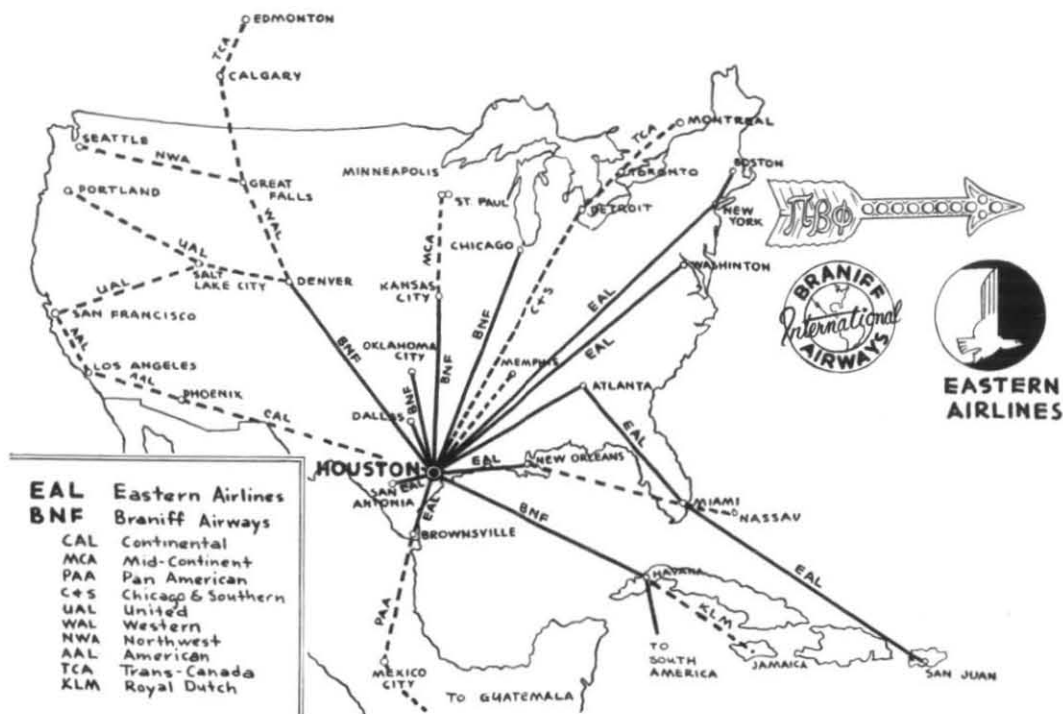 EDMONTON
TCA
CALGARY
SEATTLE
NWA
PORTLAND
GREAT
FALLS
WAL
UAL
SALT
LAKE CITY
DENVER
UAL
SAN FRANCISCO
LOS ANGELES
AAL
PHOENIX
CAL
MINNEAPOLIS
ST. PAUL
MCA
KANSAS
CITY
CHICAGO
DETROIT
TORONTO
TCA
MONTREAL
BOSTON
NEW
YORK
WASHINTON
C&S
EAL
EAL
BNF
BNF
BNF
OKLAHOMA
CITY
BNF
DALLAS
MEMPHIS
ATLANTA
EAL
HOUSTON
EAL
NEW ORLEANS
SAN
ANTONIA
EAL
EAL
BROWNSVILLE
BNF
MIAMI
NASSAU
HAVANA
EAL
KLM
TO
SOUTH
AMERICA
JAMAICA
SAN JUAN
PAA
MEXICO
CITY
TO GUATEMALA
ΠΒΦ
BRANIFF
International
AIRWAYS
EASTERN
AIRLINES
EAL Eastern Airlines
BNF Braniff Airways
CAL Continental
MCA Mid-Continent
PAA Pan American
C&S Chicago & Southern
UAL United
WAL Western
NWA Northwest
AAL American
TCA Trans-Canada
KLM Royal Dutch